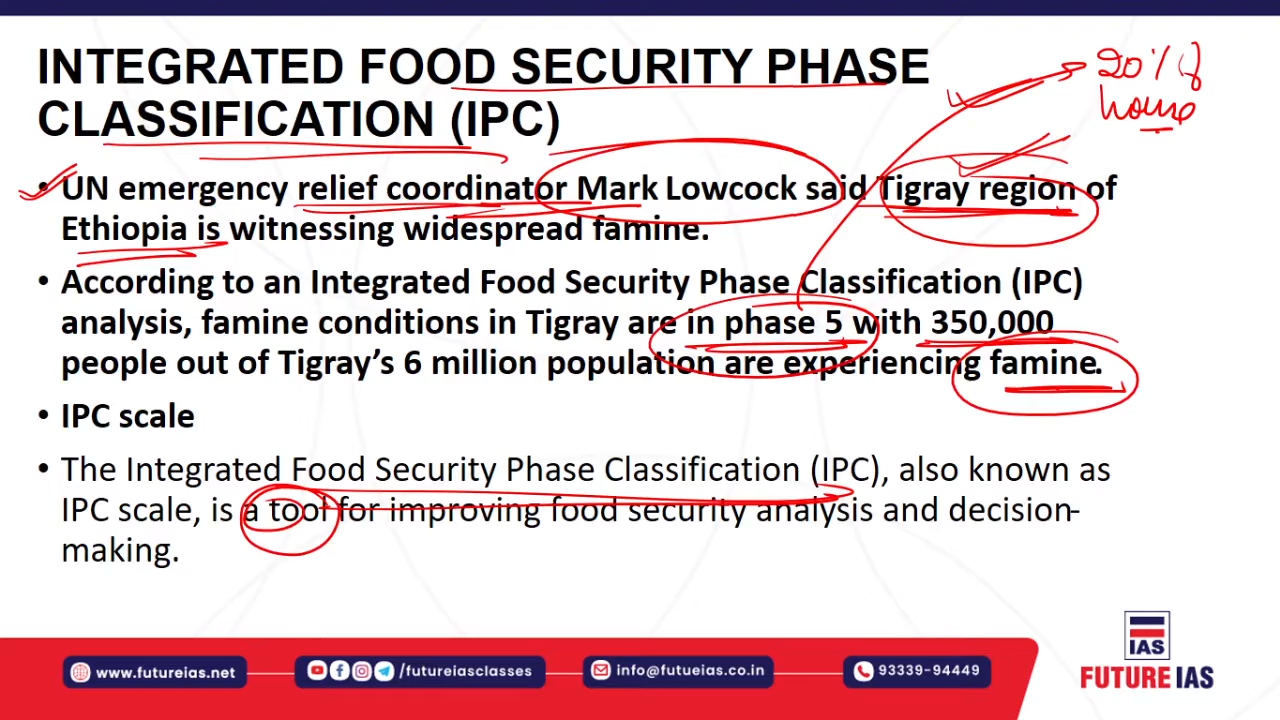 INTEGRATED FOOD SECURITY PHASE
CLASSIFICATION (IPC)
20% of
house
• UN emergency relief coordinator Mark Lowcock said Tigray region of
Ethiopia is witnessing widespread famine.
• According to an Integrated Food Security Phase Classification (IPC)
analysis, famine conditions in Tigray are in phase 5 with 350,000
people out of Tigray’s 6 million population are experiencing famine.
• IPC scale
• The Integrated Food Security Phase Classification (IPC), also known as
IPC scale, is a tool for improving food security analysis and decision-
making.
www.futureias.net
/futureiasclasses
info@futueias.co.in
93339-94449
IAS
FUTURE IAS